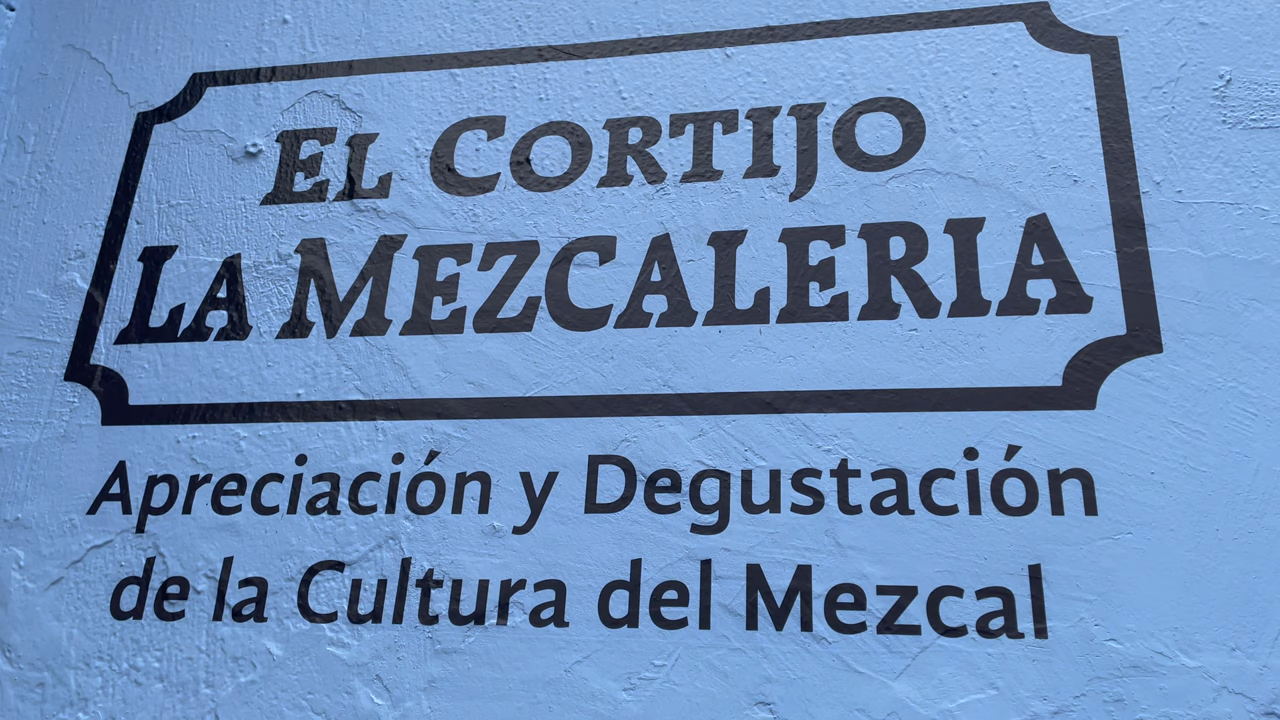 EL CORTIJO
LA MEZCALERIA
Apreciación y Degustación
de la Cultura del Mezcal